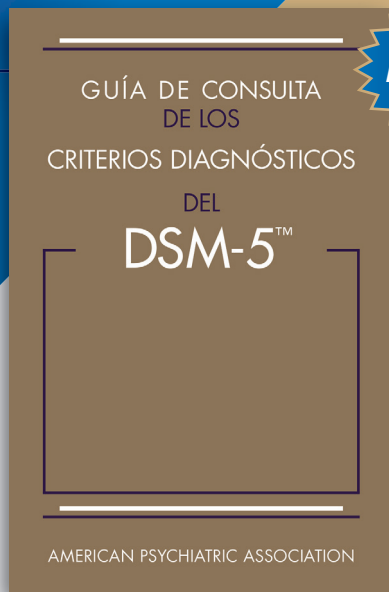 GUÍA DE CONSULTA
DE LOS
CRITERIOS DIAGNÓSTICOS
DEL
DSM-5™
AMERICAN PSYCHIATRIC ASSOCIATION